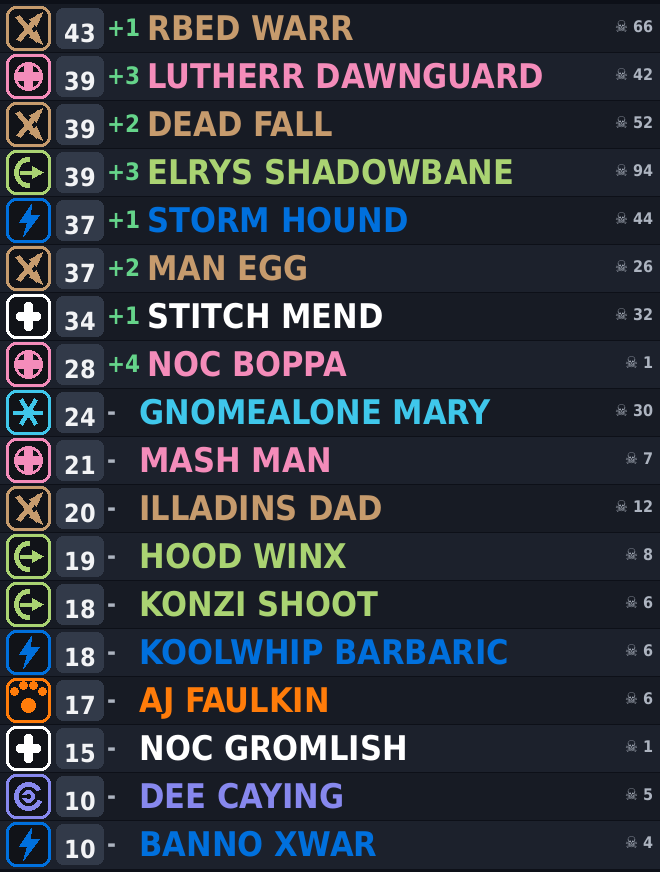 43 +1 RBED WARR ☠ 66
39 +3 LUTHERR DAWNGUARD ☠ 42
39 +2 DEAD FALL ☠ 52
39 +3 ELRYS SHADOWBANE ☠ 94
37 +1 STORM HOUND ☠ 44
37 +2 MAN EGG ☠ 26
34 +1 STITCH MEND ☠ 32
28 +4 NOC BOPPA ☠ 1
24 - GNOMEALONE MARY ☠ 30
21 - MASH MAN ☠ 7
20 - ILLADINS DAD ☠ 12
19 - HOOD WINX ☠ 8
18 - KONZI SHOOT ☠ 6
18 - KOOLWHIP BARBARIC ☠ 6
17 - AJ FAULKIN ☠ 6
15 - NOC GROMLISH ☠ 1
10 - DEE CAYING ☠ 5
10 - BANNO XWAR ☠ 4